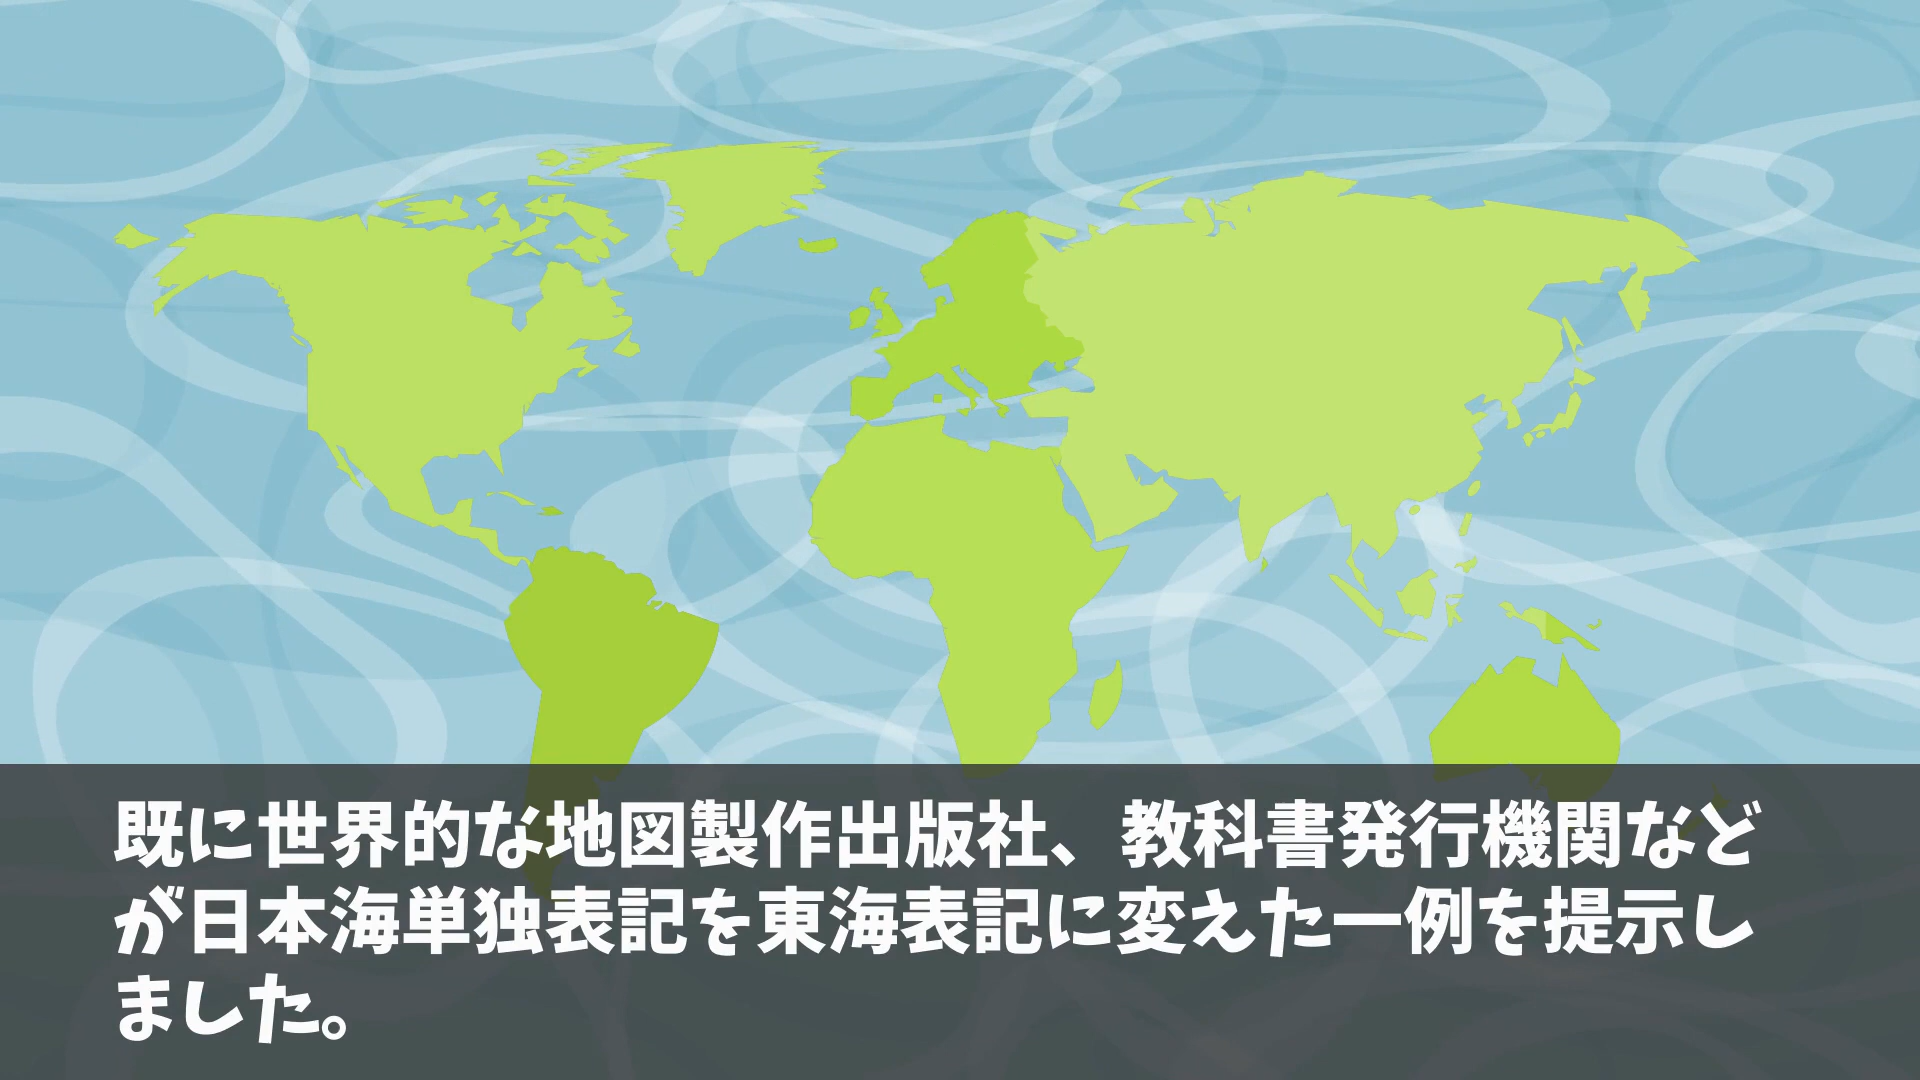 既に世界的な地図製作出版社、教科書発行機関など
が日本海単独表記を東海表記に変えた一例を提示し
ました。